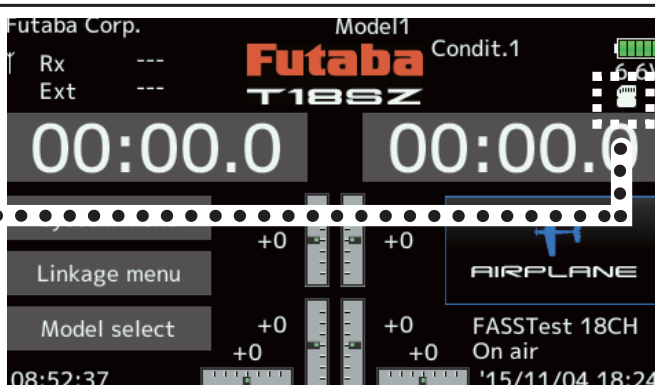 Futaba Corp.
Model1
Rx ---
Ext ---
Futaba
T18SZ
Condit.1
6.6V
00:00.0
00:00.0
+0
+0
AIRPLANE
Linkage menu
Model select
+0
+0
+0
+0
FASSTest 18CH
On air
08:52:37
'15/11/04 18:24